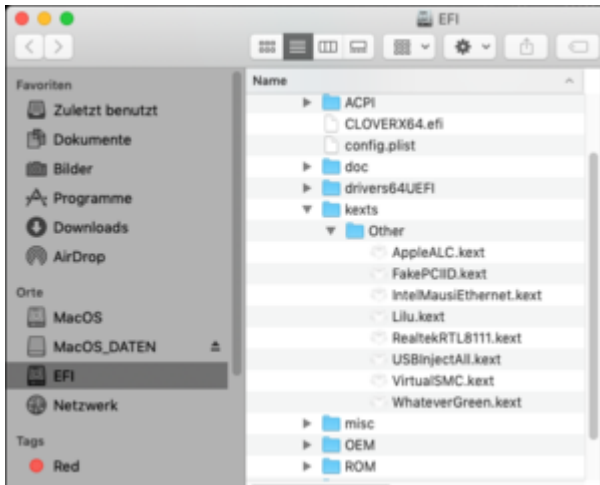 EFI
Favoriten
Zuletzt benutzt
Dokumente
Bilder
Programme
Downloads
AirDrop
Orte
MacOS
MacOS_DATEN
EFI
Netzwerk
Tags
Red
Name
ACPI
CLOVERX64.efi
config.plist
doc
drivers64UEFI
kexts
Other
AppleALC.kext
FakePCIID.kext
IntelMausiEthernet.kext
Lilu.kext
RealtekRTL8111.kext
USBInjectAll.kext
VirtualSMC.kext
WhateverGreen.kext
misc
OEM
ROM